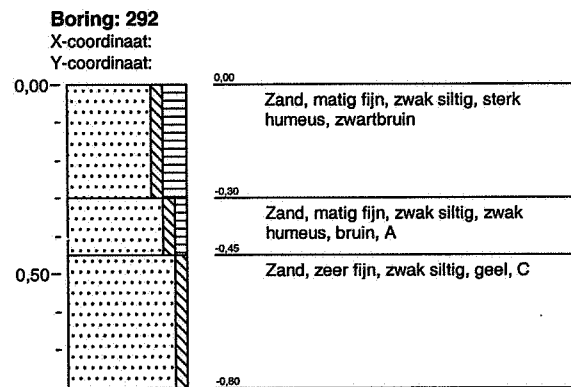 Boring: 292
X-coordinaat:
Y-coordinaat:
0,00
0,00
Zand, matig fijn, zwak siltig, sterk
humeus, zwartbruin
-0,30
Zand, matig fijn, zwak siltig, zwak
humeus, bruin, A
-0,45
Zand, zeer fijn, zwak siltig, geel, C
0,50
-0,80